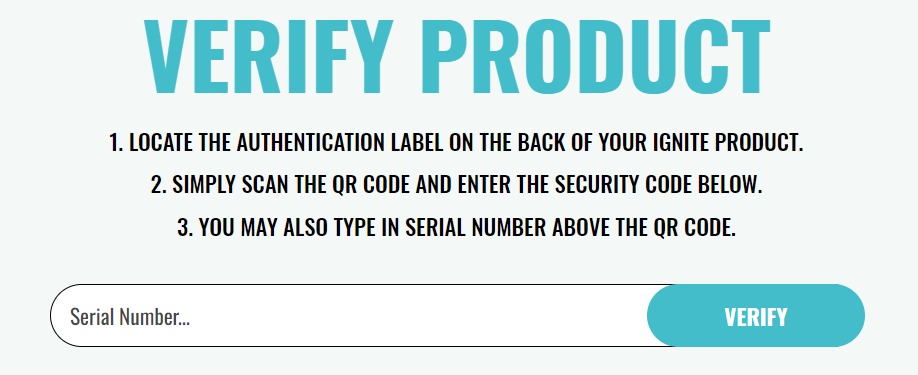 VERIFY PRODUCT
1. LOCATE THE AUTHENTICATION LABEL ON THE BACK OF YOUR IGNITE PRODUCT.
2. SIMPLY SCAN THE QR CODE AND ENTER THE SECURITY CODE BELOW.
3. YOU MAY ALSO TYPE IN SERIAL NUMBER ABOVE THE QR CODE.
Serial Number... VERIFY